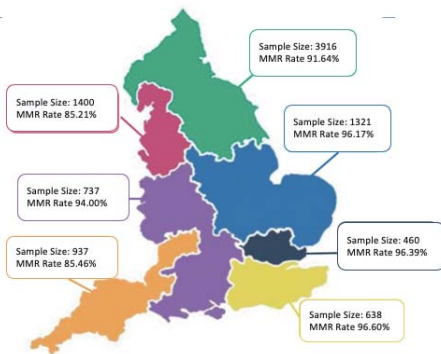 Sample Size: 3916
MMR Rate 91.64%
Sample Size: 1400
MMR Rate 85.21%
Sample Size: 1321
MMR Rate 96.17%
Sample Size: 737
MMR Rate 94.00%
Sample Size: 460
MMR Rate 96.39%
Sample Size: 937
MMR Rate 85.46%
Sample Size: 638
MMR Rate 96.60%